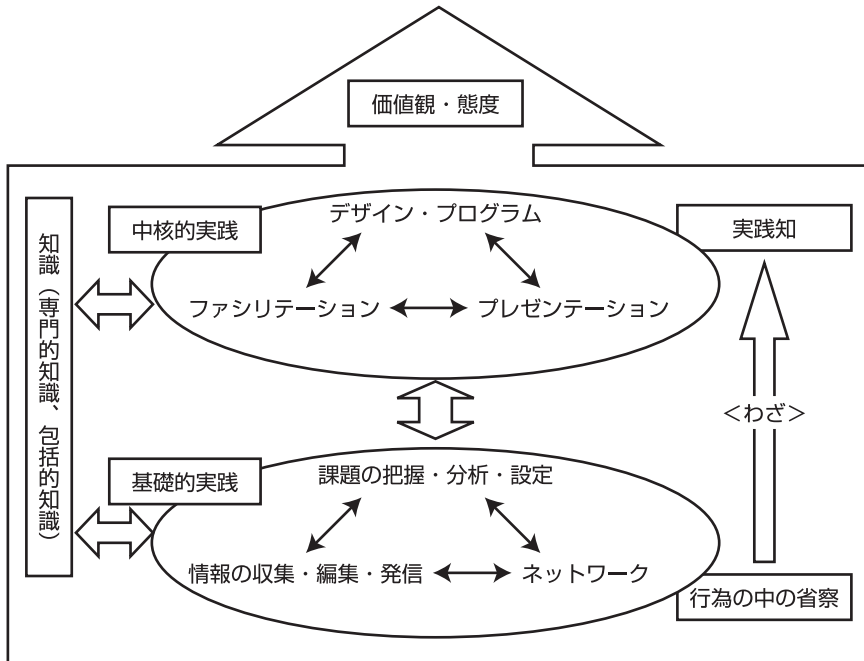 価値観・態度
中核的実践
デザイン・プログラム
実践知
ファシリテーション
プレゼンテーション
知識（専門的知識、包括的知識）
＜わざ＞
基礎的実践
課題の把握・分析・設定
情報の収集・編集・発信
ネットワーク
行為の中の省察